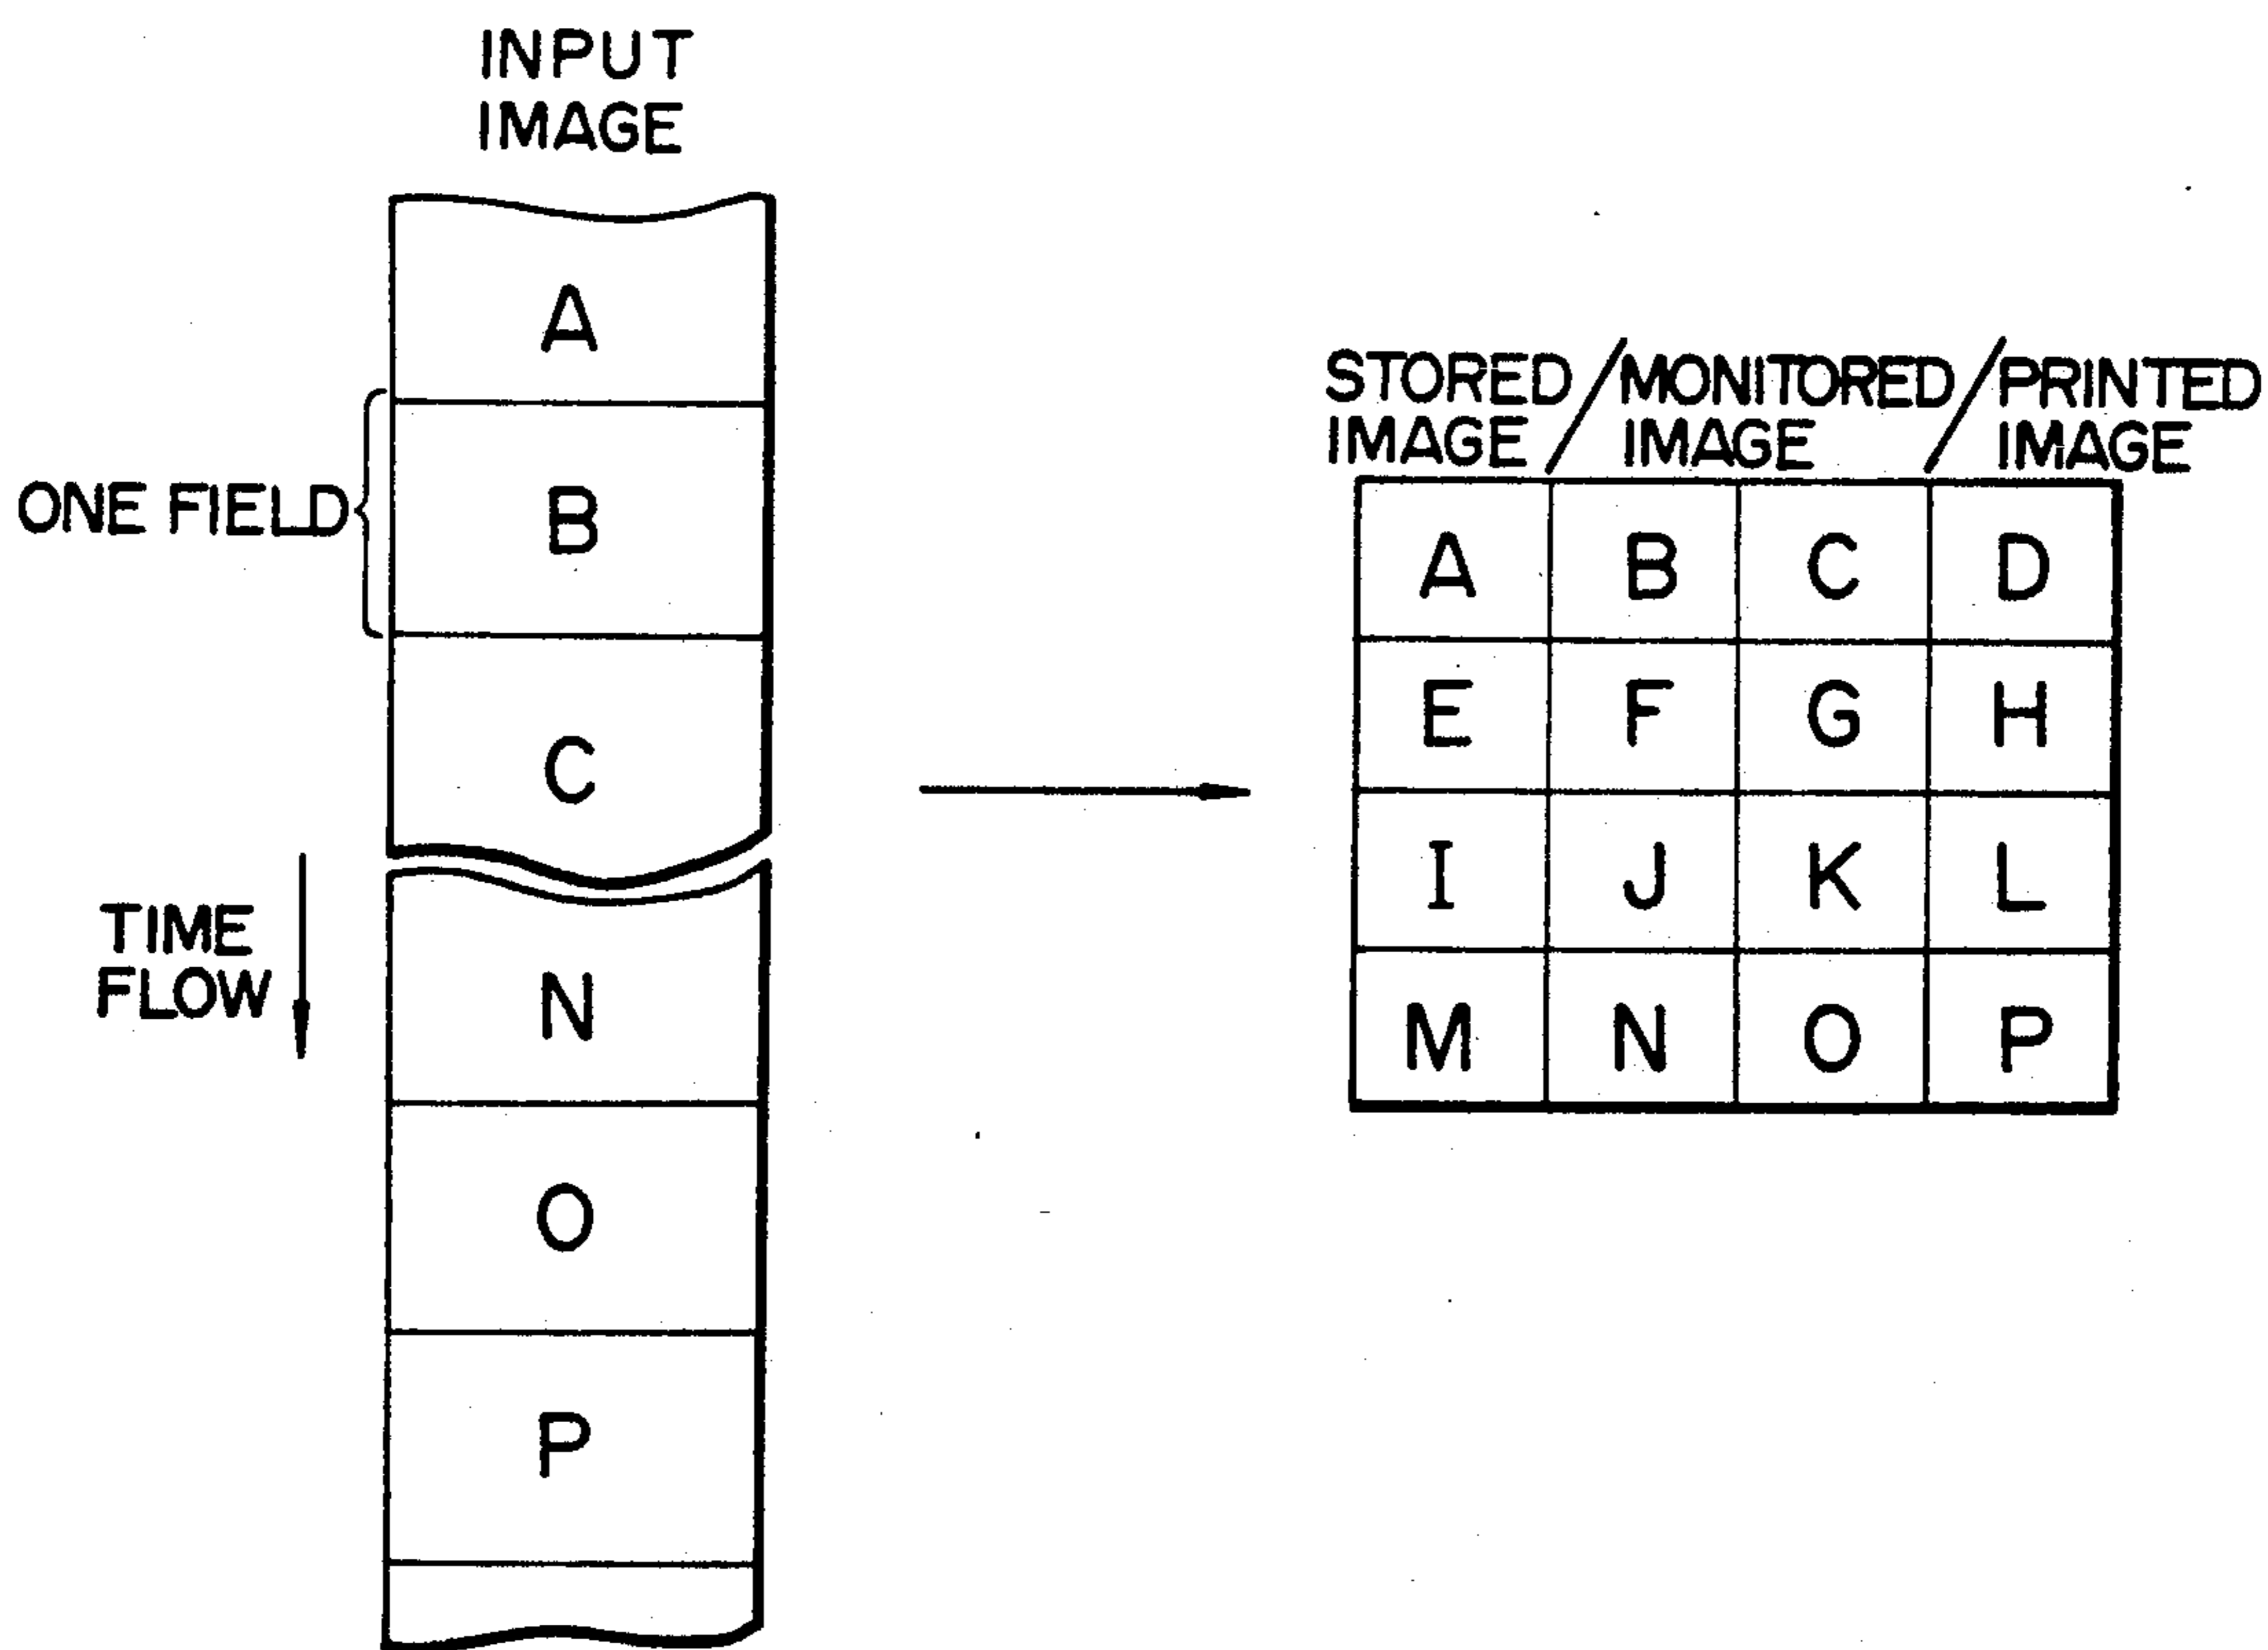 INPUT
IMAGE
A
ONE FIELD
B
C
TIME
FLOW
N
O
P
STORED / MONITORED / PRINTED
IMAGE / IMAGE / IMAGE
A B C D
E F G H
I J K L
M N O P